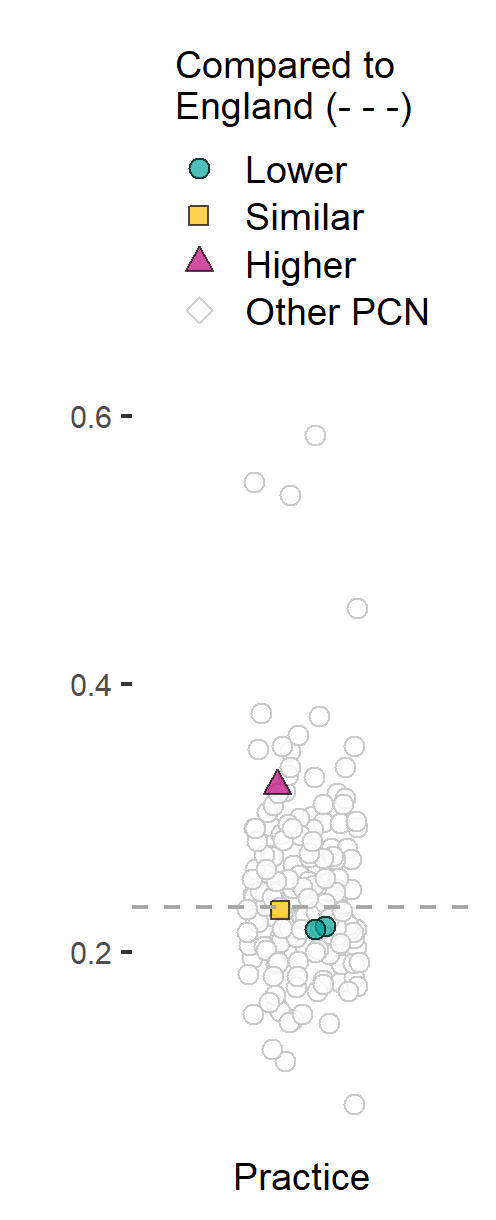 Compared to
England (- - -)
Lower
Similar
Higher
Other PCN
0.6
0.4
0.2
Practice